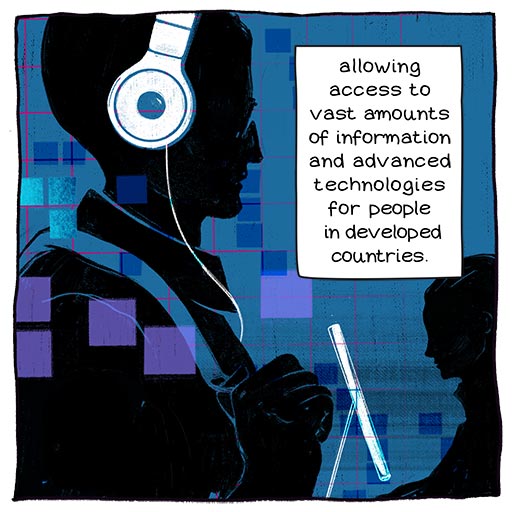 allowing
access to
vast amounts
of information
and advanced
technologies
for people
in developed
countries.